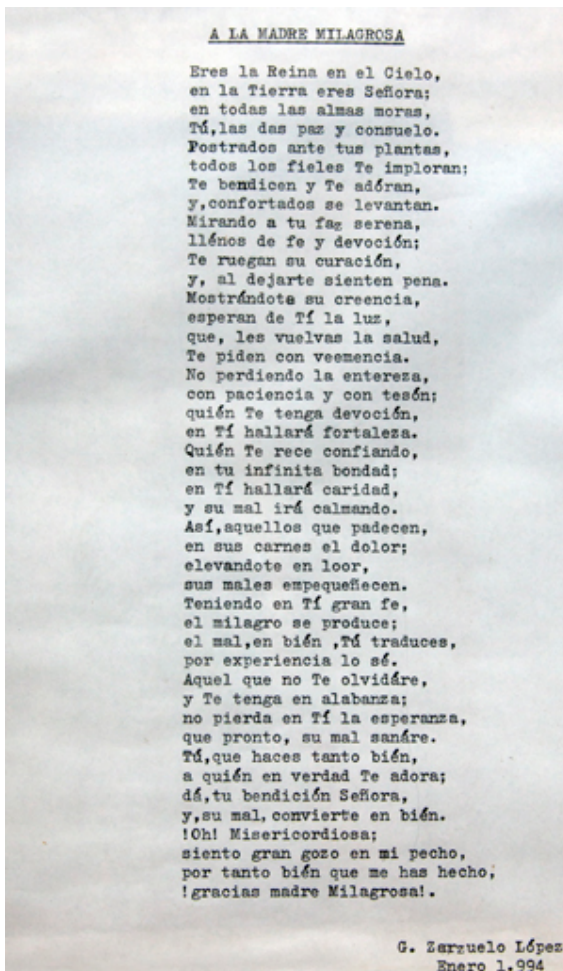 A LA MADRE MILAGROSA
Eres la Reina en el Cielo,
en la Tierra eres Señora;
en todas las almas moras,
Tú,las das paz y consuelo.
Postrados ante tus plantas,
todos los fieles Te imploran;
Te bendicen y Te adóran,
y,confortados se levantan.
Mirando a tu faz serena,
llénos de fe y devoción;
Te ruegan su curación,
y, al dejarte sienten pena.
Mostrándote su creencia,
esperan de Tí la luz,
que, les vuelvas la salud,
Te piden con veemencia.
No perdiendo la entereza,
con paciencia y con tesón;
quién Te tenga devoción,
en Tí hallará fortaleza.
Quién Te rece confiando,
en tu infinita bondad;
en Tí hallará caridad,
y su mal irá calmando.
Así,aquellos que padecen,
en sus carnes el dolor;
elevandote en loor,
sus males empequeñecen.
Teniendo en Tí gran fe,
el milagro se produce;
el mal,en bién ,Tú traduces,
por experiencia lo sé.
Aquel que no Te olvidáre,
y Te tenga en alabanza;
no pierda en Tí la esperanza,
que pronto, su mal sanáre.
Tú,que haces tanto bién,
a quién en verdad Te adora;
dá,tu bendición Señora,
y,su mal,convierte en bién.
!Oh! Misericordiosa;
siento gran gozo en mi pecho,
por tanto bién que me has hecho,
!gracias madre Milagrosa!.
G. Zarzuelo López
Enero 1.994